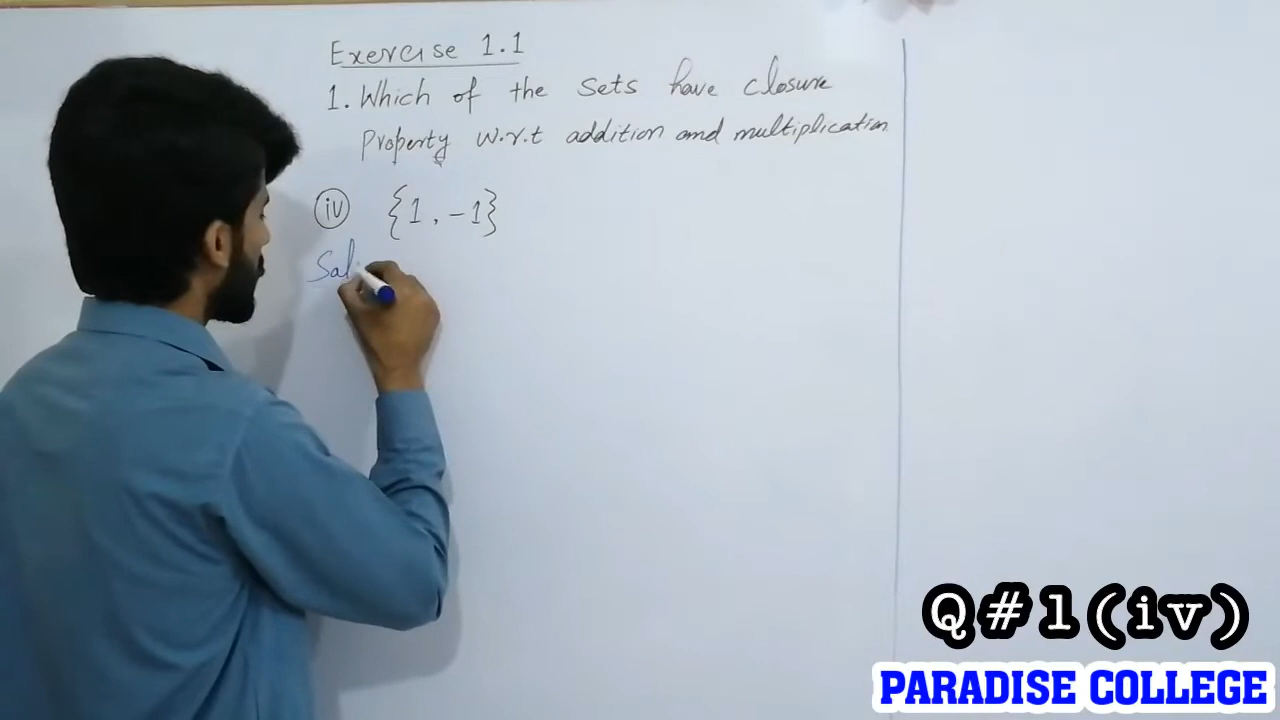 Exercise 1.1
1. Which of the sets have closure
Property w.r.t addition and multiplication
iv {1, -1}
Sol
Q#1(iv)
PARADISE COLLEGE